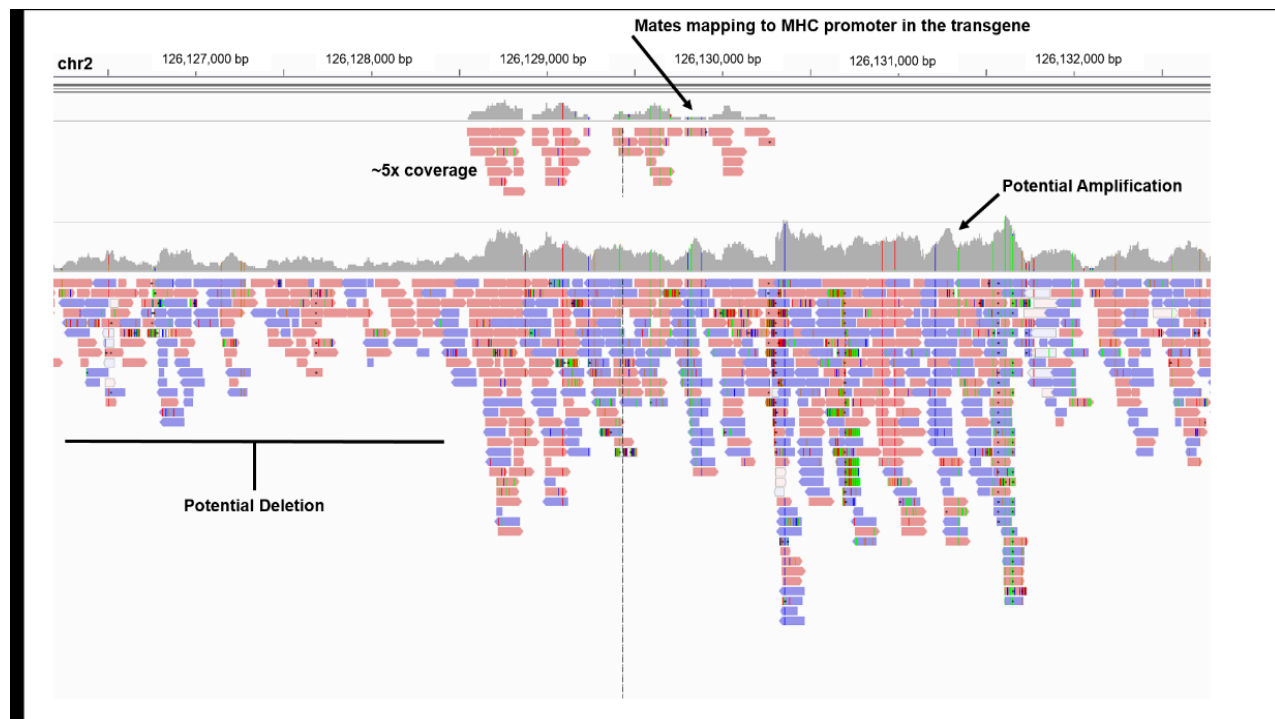 Mates mapping to MHC promoter in the transgene
chr2
126,127,000 bp
126,128,000 bp
126,129,000 bp
126,130,000 bp
126,131,000 bp
126,132,000 bp
~5x coverage
Potential Amplification
Potential Deletion